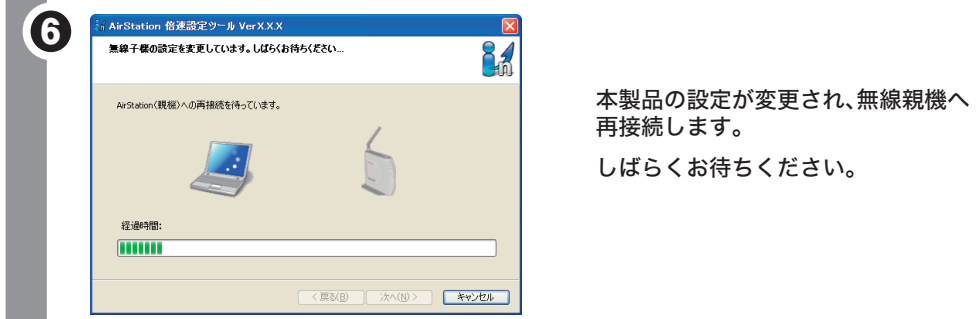 6
AirStation 倍速設定ツール VerX.X.X
無線子機の設定を変更しています。しばらくお待ちください...
AirStation(親機)への再接続を待っています。
経過時間:
< 戻る(B)
次へ(N) >
キャンセル
本製品の設定が変更され、無線親機へ
再接続します。
しばらくお待ちください。